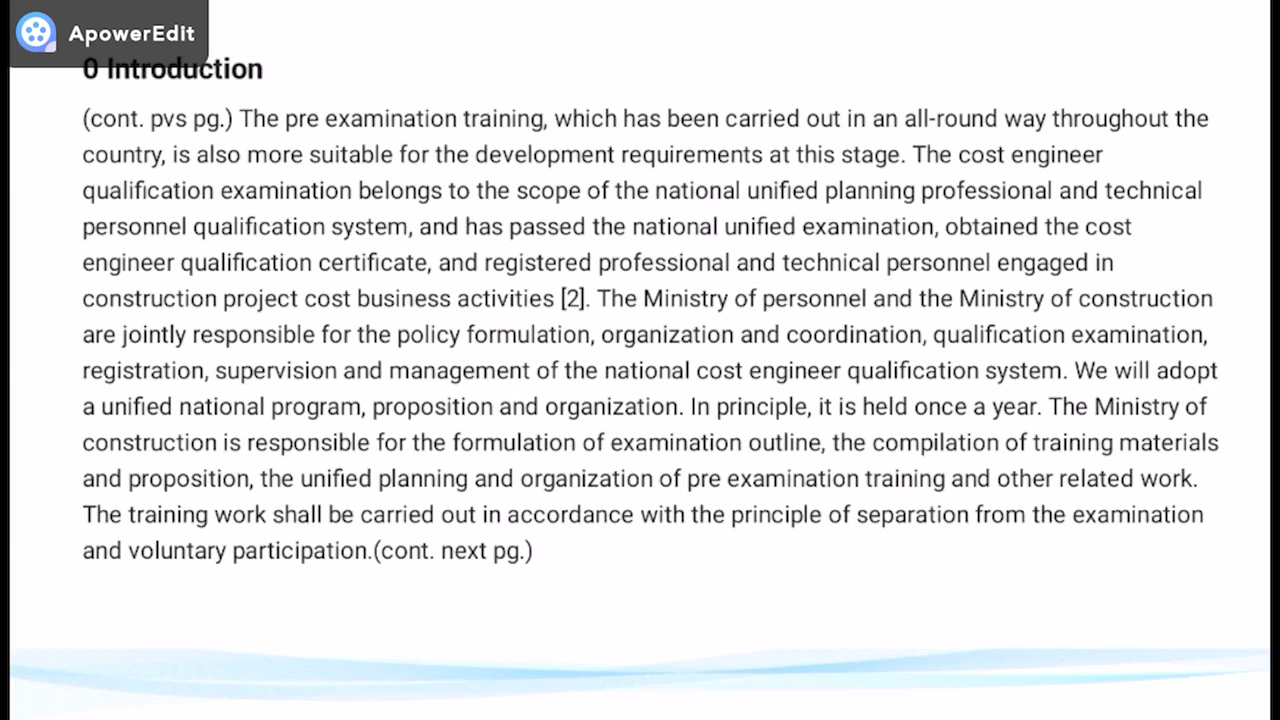 ApowerEdit
0 Introduction
(cont. pvs pg.) The pre examination training, which has been carried out in an all-round way throughout the
country, is also more suitable for the development requirements at this stage. The cost engineer
qualification examination belongs to the scope of the national unified planning professional and technical
personnel qualification system, and has passed the national unified examination, obtained the cost
engineer qualification certificate, and registered professional and technical personnel engaged in
construction project cost business activities [2]. The Ministry of personnel and the Ministry of construction
are jointly responsible for the policy formulation, organization and coordination, qualification examination,
registration, supervision and management of the national cost engineer qualification system. We will adopt
a unified national program, proposition and organization. In principle, it is held once a year. The Ministry of
construction is responsible for the formulation of examination outline, the compilation of training materials
and proposition, the unified planning and organization of pre examination training and other related work.
The training work shall be carried out in accordance with the principle of separation from the examination
and voluntary participation.(cont. next pg.)